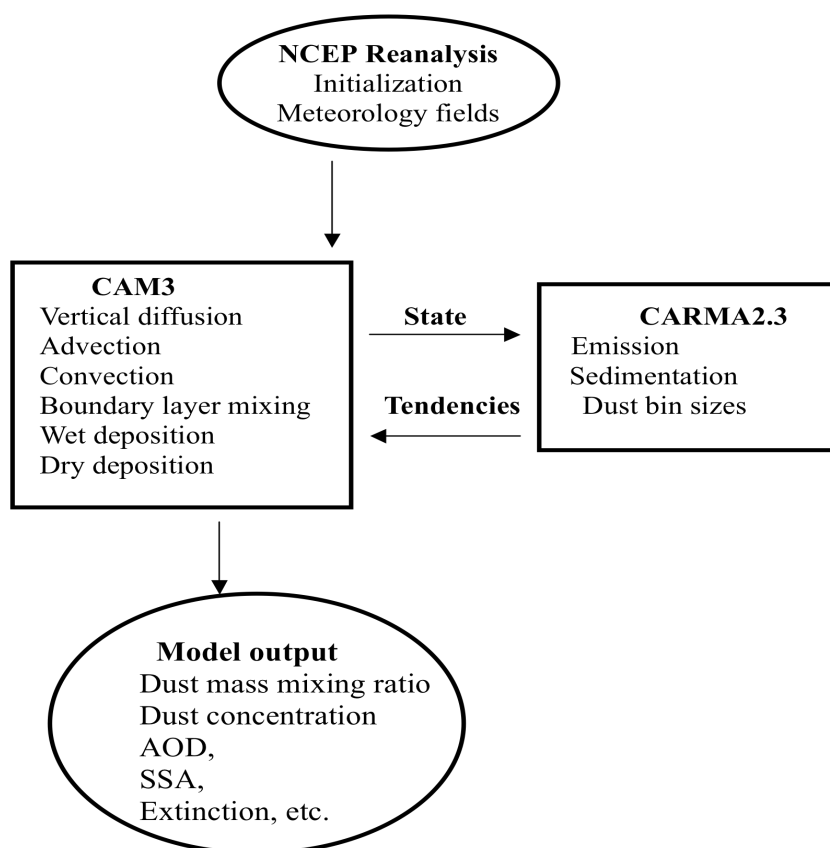 NCEP Reanalysis
Initialization
Meteorology fields
CAM3
Vertical diffusion
Advection
Convection
Boundary layer mixing
Wet deposition
Dry deposition
State
Tendencies
CARMA2.3
Emission
Sedimentation
Dust bin sizes
Model output
Dust mass mixing ratio
Dust concentration
AOD,
SSA,
Extinction, etc.